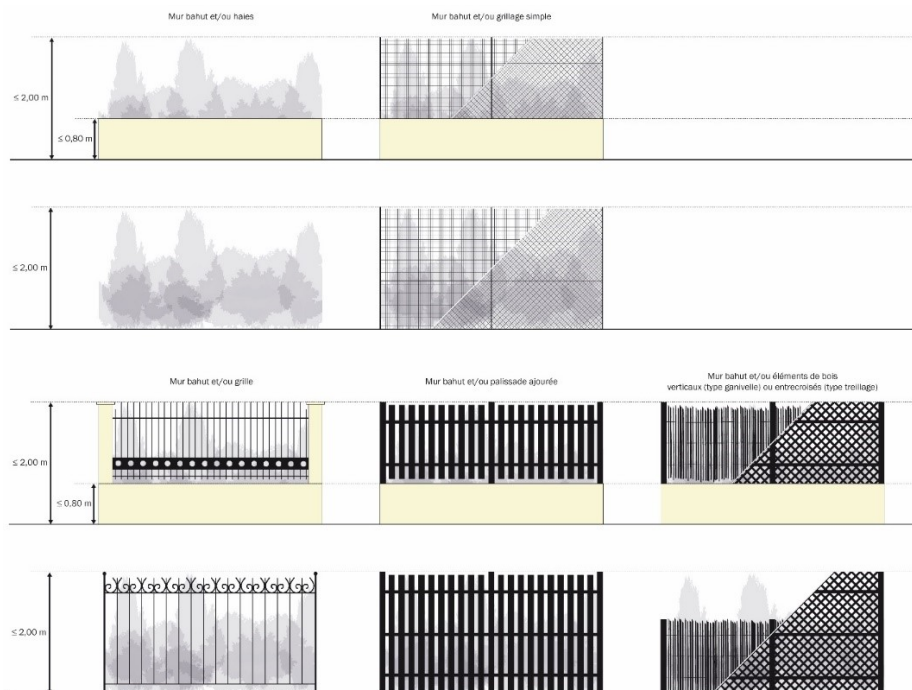 Mur bahut et/ou haies
Mur bahut et/ou grillage simple
≤ 2,00 m
≤ 0,80 m
≤ 2,00 m
Mur bahut et/ou grille
Mur bahut et/ou palissade ajourée
Mur bahut et/ou éléments de bois
verticaux (type ganivelle) ou entrecroisés (type treillage)
≤ 2,00 m
≤ 0,80 m
≤ 2,00 m